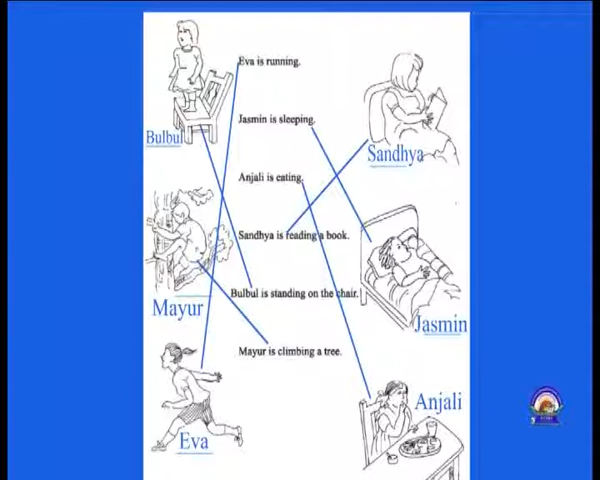 Eva is running.
Jasmin is sleeping.
Bulbul
Sandhya
Anjali is eating.
Sandhya is reading a book.
Bulbul is standing on the chair.
Mayur
Jasmin
Mayur is climbing a tree.
Anjali
Eva